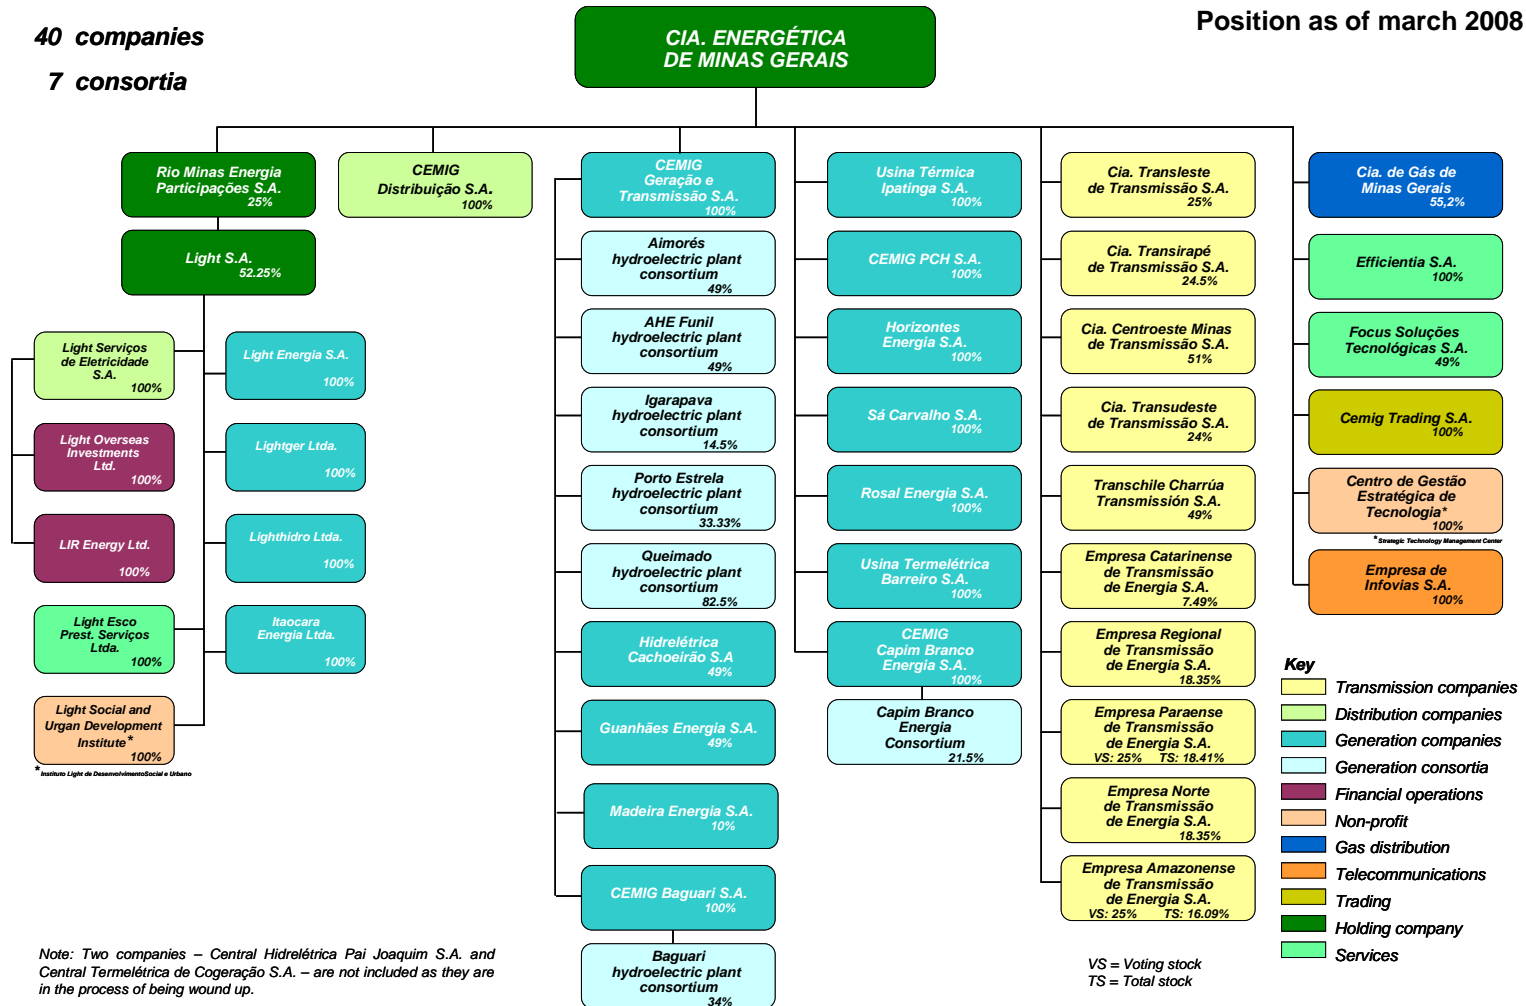 40 companies
7 consortia
CIA. ENERGÉTICA
DE MINAS GERAIS
Position as of march 2008
Rio Minas Energia
Participações S.A.
25%
Light S.A.
52.25%
Light Serviços
de Eletricidade
S.A.
100%
Light Overseas
Investments
Ltd.
100%
LIR Energy Ltd.
100%
Light Esco
Prest. Serviços
Ltda.
100%
Light Social and
Urgan Development
Institute*
100%
* Instituto Light de DesenvolvimentoSocial e Urbano
Light Energia S.A.
100%
Lightger Ltda.
100%
Lighthidro Ltda.
100%
Itaocara
Energia Ltda.
100%
CEMIG
Distribuição S.A.
100%
CEMIG
Geração e
Transmissão S.A.
100%
Aimorés
hydroelectric plant
consortium
49%
AHE Funil
hydroelectric plant
consortium
49%
Igarapava
hydroelectric plant
consortium
14.5%
Porto Estrela
hydroelectric plant
consortium
33.33%
Queimado
hydroelectric plant
consortium
82.5%
Hidrelétrica
Cachoeirão S.A
49%
Guanhães Energia S.A.
49%
Madeira Energia S.A.
10%
CEMIG Baguari S.A.
100%
Baguari
hydroelectric plant
consortium
34%
Usina Térmica
Ipatinga S.A.
100%
CEMIG PCH S.A.
100%
Horizontes
Energia S.A.
100%
Sá Carvalho S.A.
100%
Rosal Energia S.A.
100%
Usina Termelétrica
Barreiro S.A.
100%
CEMIG
Capim Branco
Energia S.A.
100%
Capim Branco
Energia
Consortium
21.5%
Cia. Transleste
de Transmissão S.A.
25%
Cia. Transirapé
de Transmissão S.A.
24.5%
Cia. Centroeste Minas
de Transmissão S.A.
51%
Cia. Transudeste
de Transmissão S.A.
24%
Transchile Charrúa
Transmissión S.A.
49%
Empresa Catarinense
de Transmissão
de Energia S.A.
7.49%
Empresa Regional
de Transmissão
de Energia S.A.
18.35%
Empresa Paraense
de Transmissão
de Energia S.A.
VS: 25% TS: 18.41%
Empresa Norte
de Transmissão
de Energia S.A.
18.35%
Empresa Amazonense
de Transmissão
de Energia S.A.
VS: 25% TS: 16.09%
Cia. de Gás de
Minas Gerais
55,2%
Efficientia S.A.
100%
Focus Soluções
Tecnológicas S.A.
49%
Cemig Trading S.A.
100%
Centro de Gestão
Estratégica de
Tecnologia*
100%
* Strategic Technology Management Center
Empresa de
Infovias S.A.
100%
Key
Transmission companies
Distribution companies
Generation companies
Generation consortia
Financial operations
Non-profit
Gas distribution
Telecommunications
Trading
Holding company
Services
VS = Voting stock
TS = Total stock
Note: Two companies – Central Hidrelétrica Pai Joaquim S.A. and
Central Termelétrica de Cogeração S.A. – are not included as they are
in the process of being wound up.